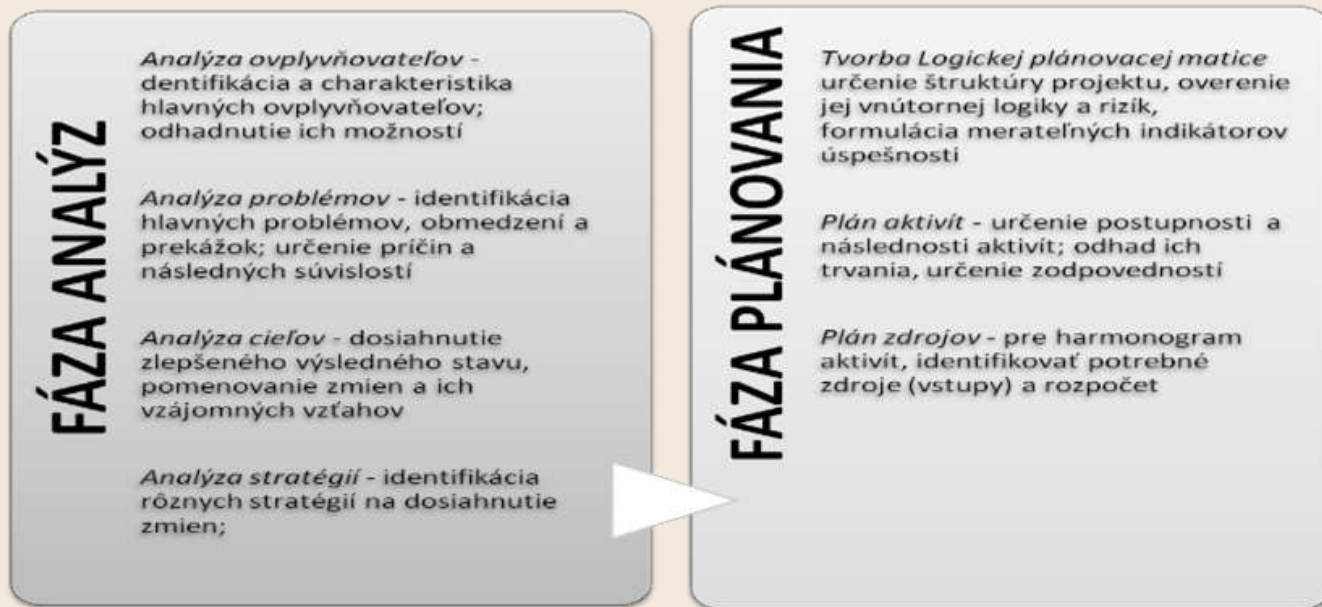 FÁZA ANALÝZ
Analýza ovplyvňovateľov -
dentifikácia a charakteristika
hlavných ovplyvňovateľov;
odhadnutie ich možností
Analýza problémov - identifikácia
hlavných problémov, obmedzení a
prekážok; určenie príčin a
následných súvislostí
Analýza cieľov - dosiahnutie
zlepšeného výsledného stavu,
pomenovanie zmien a ich
vzájomných vzťahov
Analýza stratégií - identifikácia
rôznych stratégií na dosiahnutie
zmien;
FÁZA PLÁNOVANIA
Tvorba Logickej plánovacej matice
určenie štruktúry projektu, overenie
jej vnútornej logiky a rizík,
formulácia merateľných indikátorov
úspešnosti
Plán aktivít - určenie postupnosti a
následnosti aktivít; odhad ich
trvania, určenie zodpovedností
Plán zdrojov - pre harmonogram
aktivít, identifikovať potrebné
zdroje (vstupy) a rozpočet